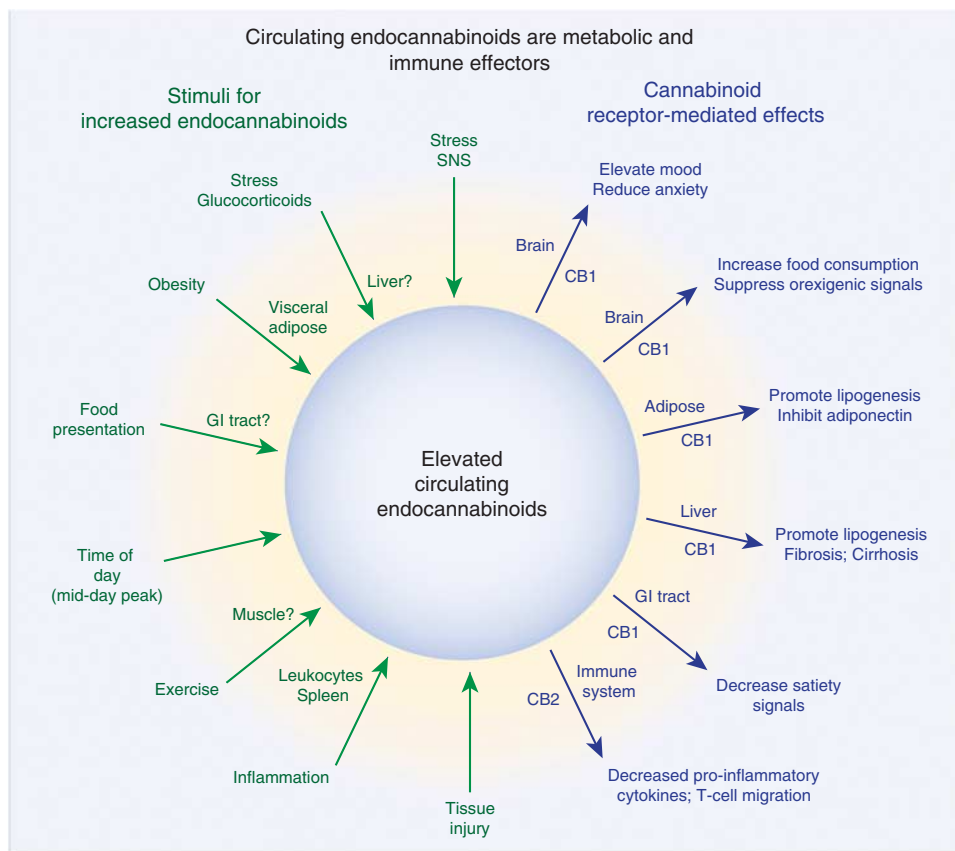 Circulating endocannabinoids are metabolic and
immune effectors
Stimuli for
increased endocannabinoids
Cannabinoid
receptor-mediated effects
Stress
SNS
Stress
Glucocorticoids
Liver?
Obesity
Visceral
adipose
Food
presentation
GI tract?
Time of
day
(mid-day peak)
Muscle?
Exercise
Leukocytes
Spleen
Inflammation
Tissue
injury
Elevated
circulating
endocannabinoids
Elevate mood
Reduce anxiety
Brain
CB1
Increase food consumption
Suppress orexigenic signals
Brain
CB1
Promote lipogenesis
Inhibit adiponectin
Adipose
CB1
Liver
CB1
Promote lipogenesis
Fibrosis; Cirrhosis
GI tract
CB1
Decrease satiety
signals
Immune
system
CB2
Decreased pro-inflammatory
cytokines; T-cell migration